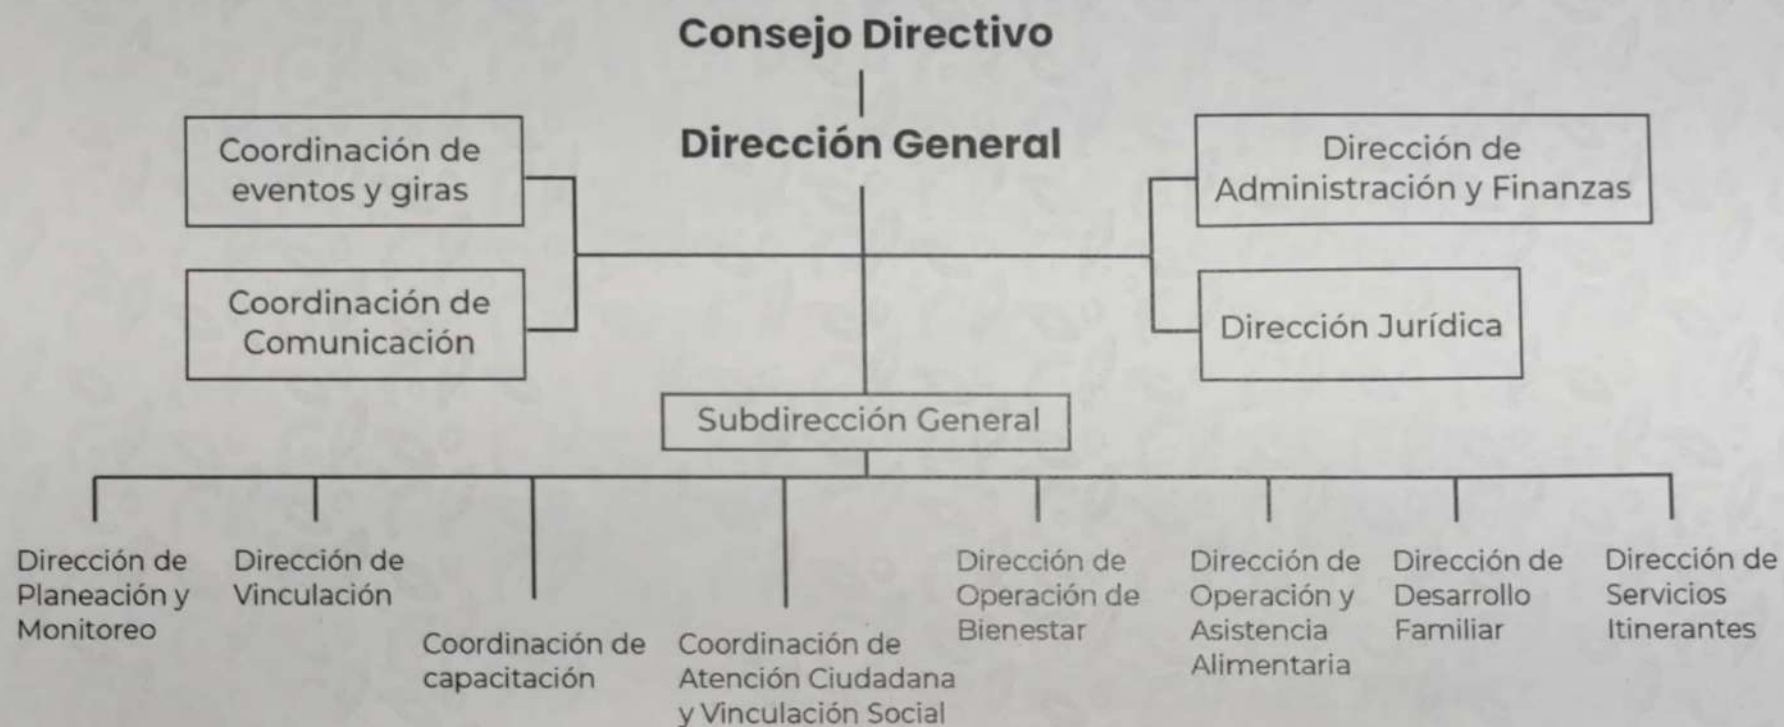 Consejo Directivo
Dirección General
Coordinación de
eventos y giras
Coordinación de
Comunicación
Dirección de
Administración y Finanzas
Dirección Jurídica
Subdirección General
Dirección de
Planeación y
Monitoreo
Dirección de
Vinculación
Coordinación de
capacitación
Coordinación de
Atención Ciudadana
y Vinculación Social
Dirección de
Operación de
Bienestar
Dirección de
Operación y
Asistencia
Alimentaria
Dirección de
Desarrollo
Familiar
Dirección de
Servicios
Itinerantes